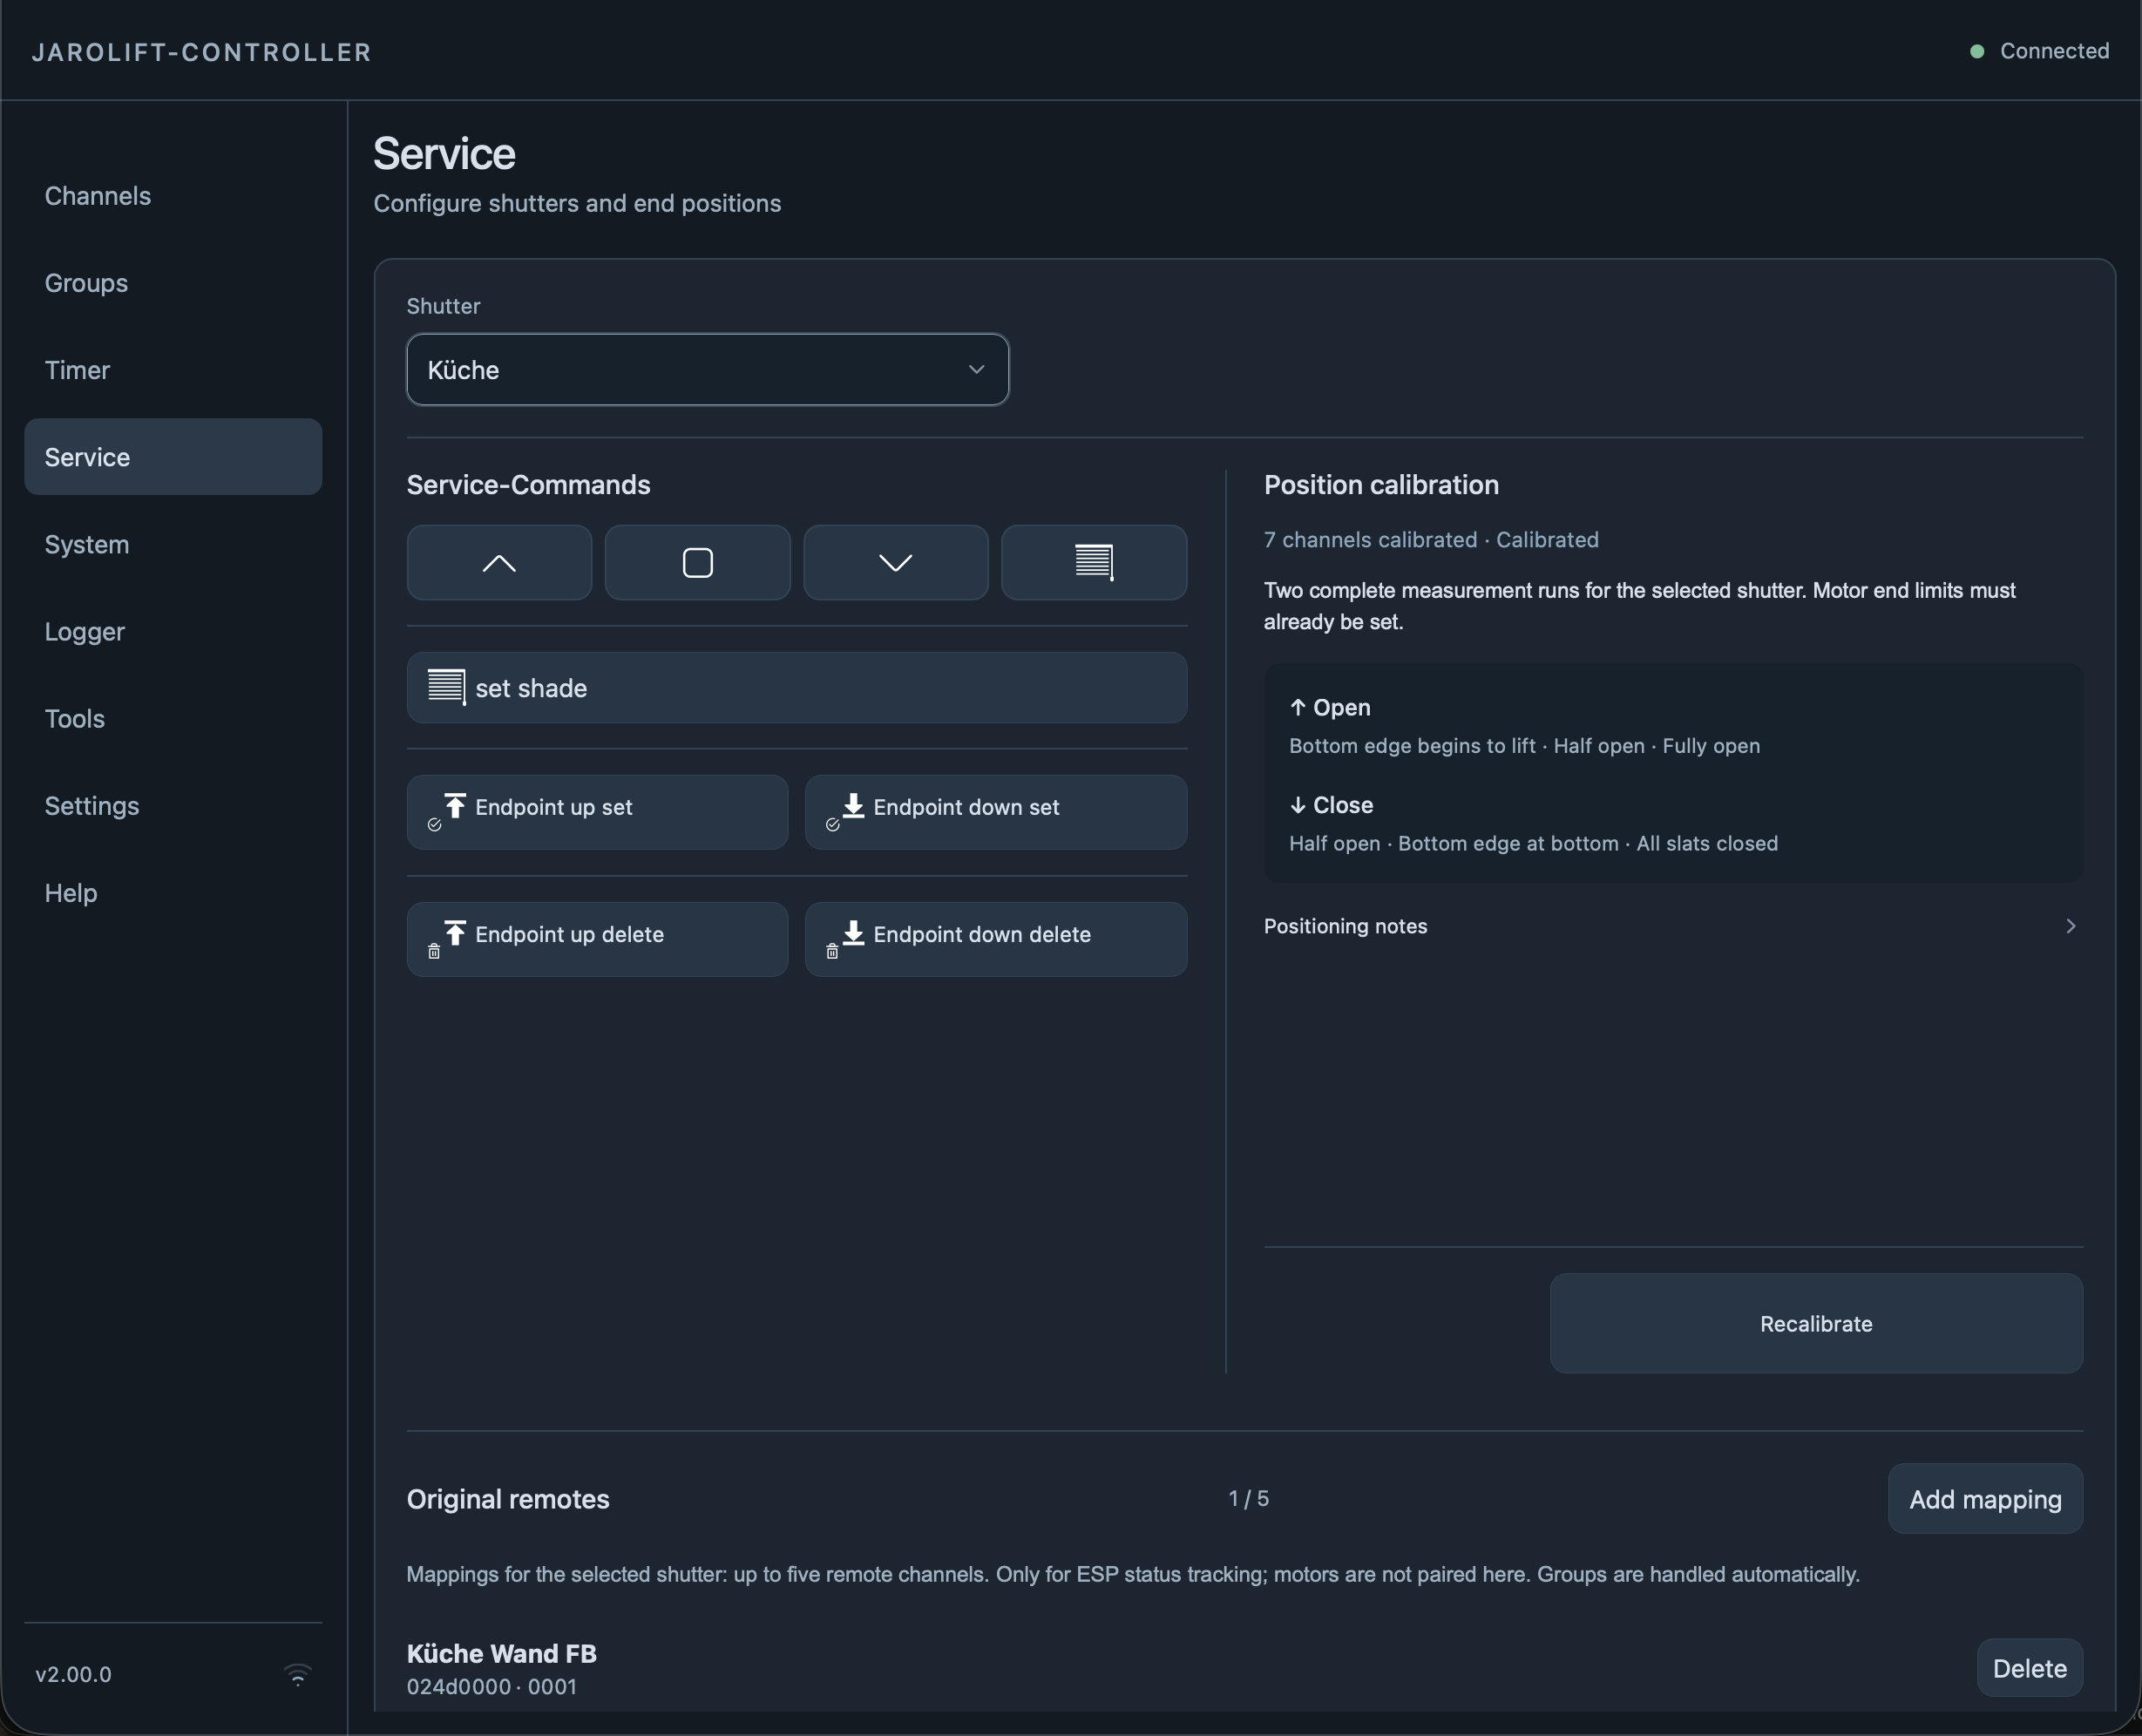 JAROLIFT-CONTROLLER
Connected
Channels
Groups
Timer
Service
System
Logger
Tools
Settings
Help
v2.00.0
Service
Configure shutters and end positions
Shutter
Küche
Service-Commands
set shade
Endpoint up set
Endpoint down set
Endpoint up delete
Endpoint down delete
Position calibration
7 channels calibrated · Calibrated
Two complete measurement runs for the selected shutter. Motor end limits must
already be set.
↑ Open
Bottom edge begins to lift · Half open · Fully open
↓ Close
Half open · Bottom edge at bottom · All slats closed
Positioning notes
Recalibrate
Original remotes
1 / 5
Add mapping
Mappings for the selected shutter: up to five remote channels. Only for ESP status tracking; motors are not paired here. Groups are handled automatically.
Küche Wand FB
024d0000 · 0001
Delete